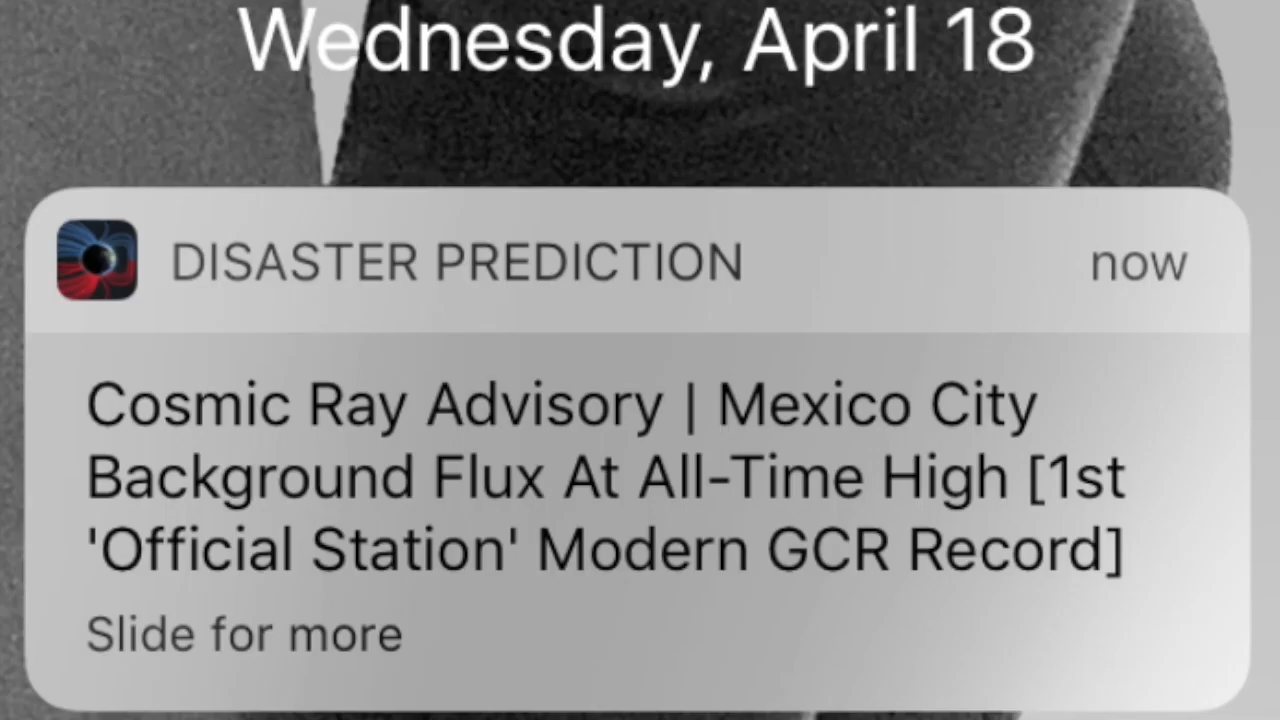 Wednesday, April 18
DISASTER PREDICTION now
Cosmic Ray Advisory | Mexico City
Background Flux At All-Time High [1st
'Official Station' Modern GCR Record]
Slide for more